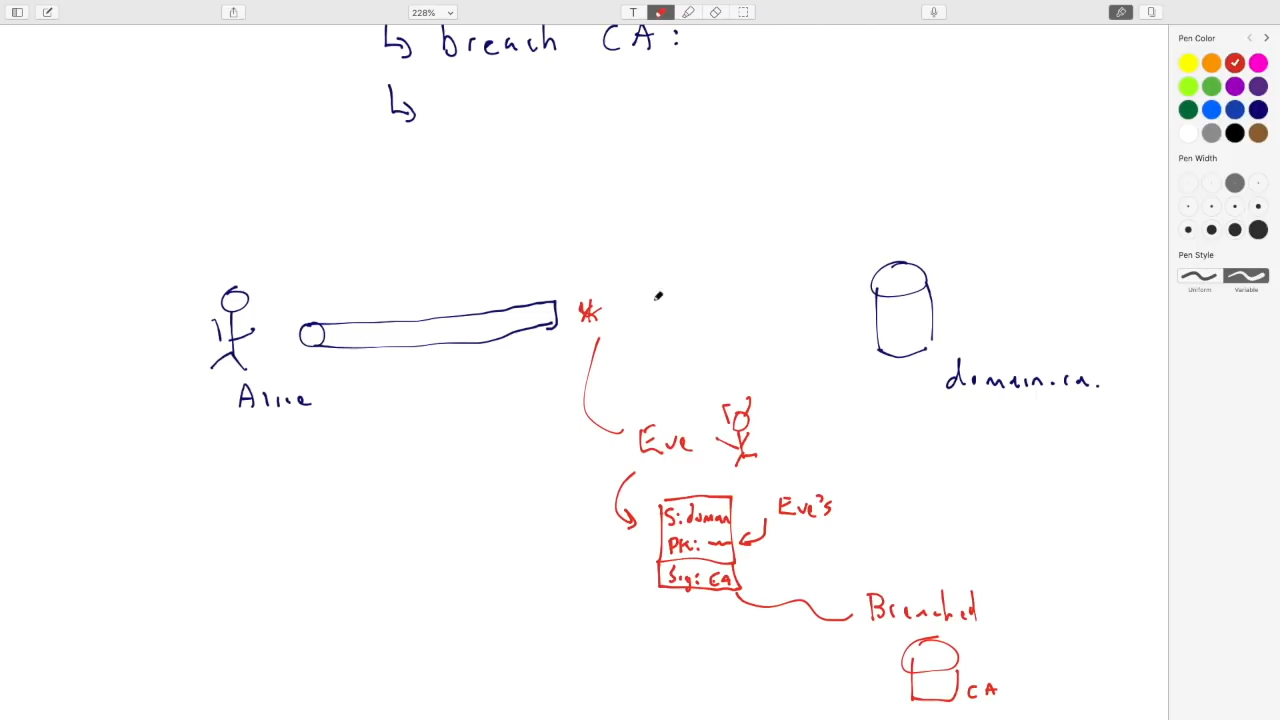 228%
T
Pen Color
↳ breach CA:
↳
Pen Width
Pen Style
Uniform
Variable
domain.ca.
Alice
Eve
Eve's
S: domain
PK:
Sig: CA
Breached
CA